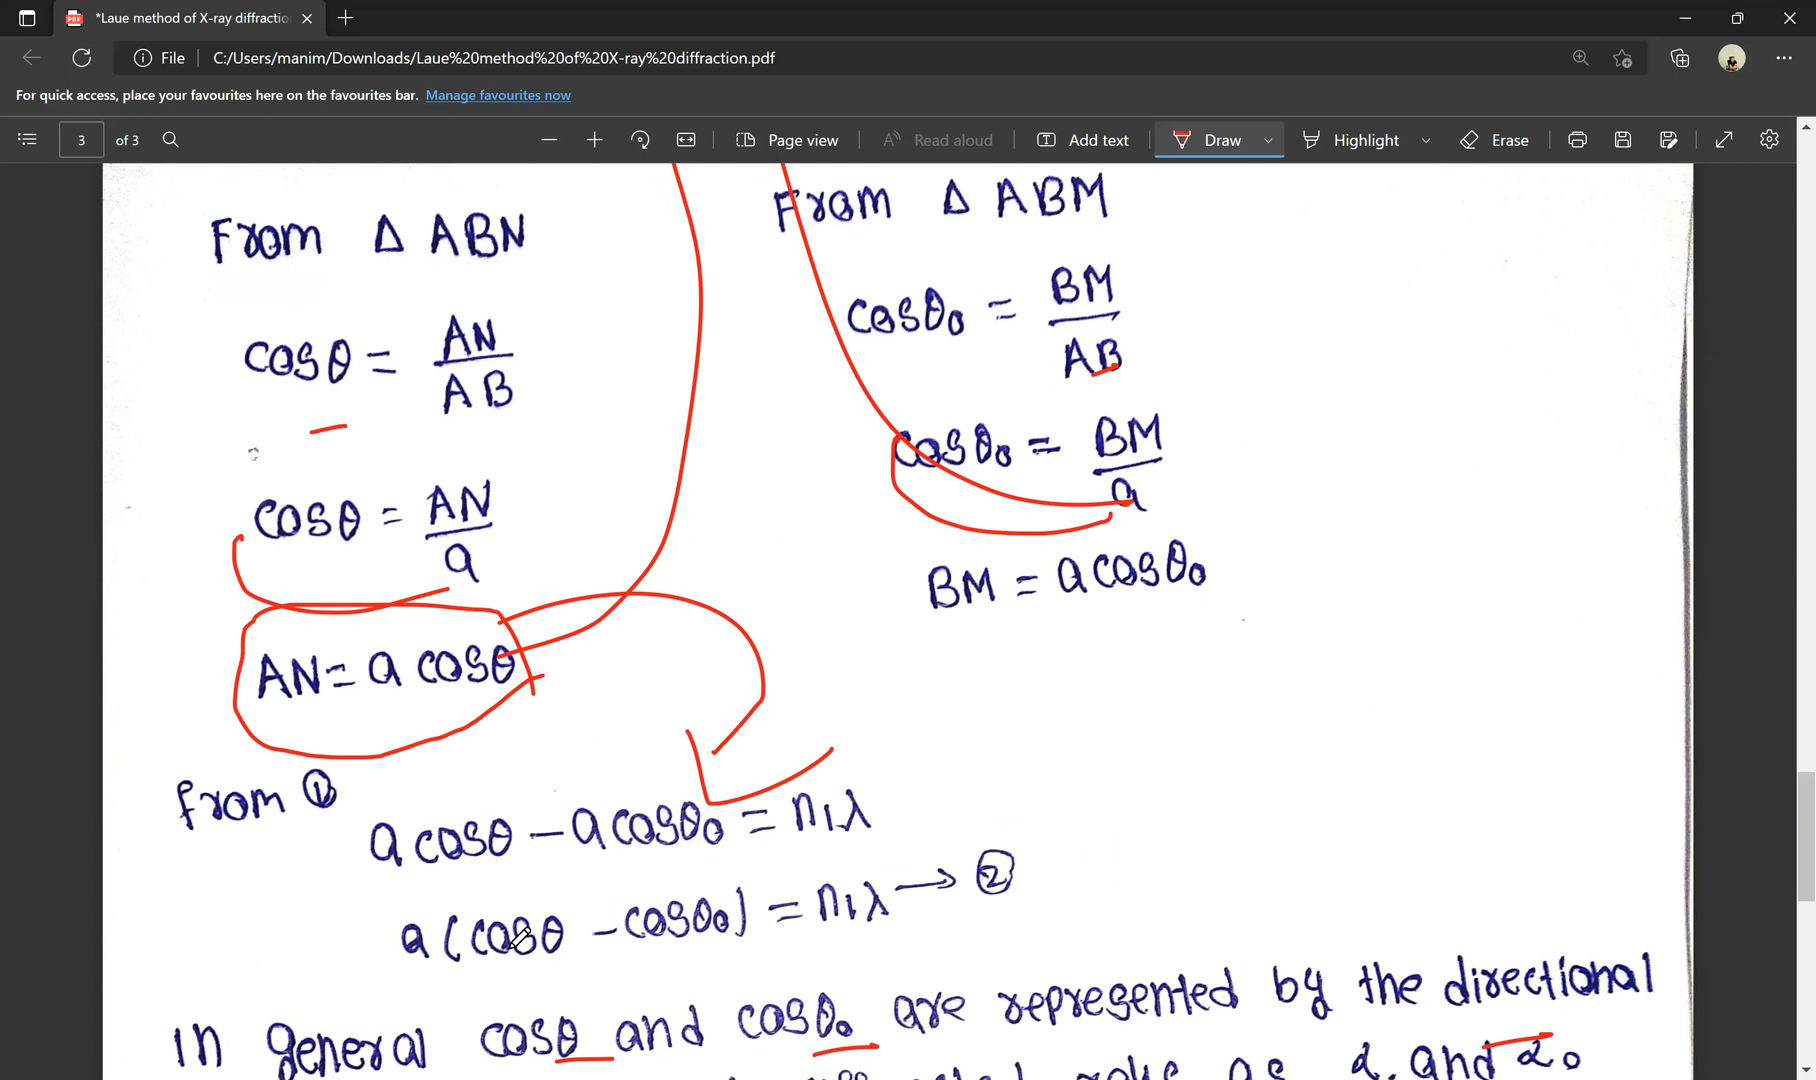 *Laue method of X-ray diffractio
File C:/Users/manim/Downloads/Laue%20method%20of%20X-ray%20diffraction.pdf
For quick access, place your favourites here on the favourites bar. Manage favourites now
3 of 3 Page view Read aloud Add text Draw Highlight Erase
From Δ ABN
cosθ = AN/AB
cosθ = AN/a
AN = a cosθ
From Δ ABM
cosθ₀ = BM/AB
cosθ₀ = BM/a
BM = a cosθ₀
from ①
a cosθ − a cosθ₀ = n₁λ
a (cosθ − cosθ₀) = n₁λ → ②
In general cosθ and cosθ₀ are represented by the directional
as α, and α₀